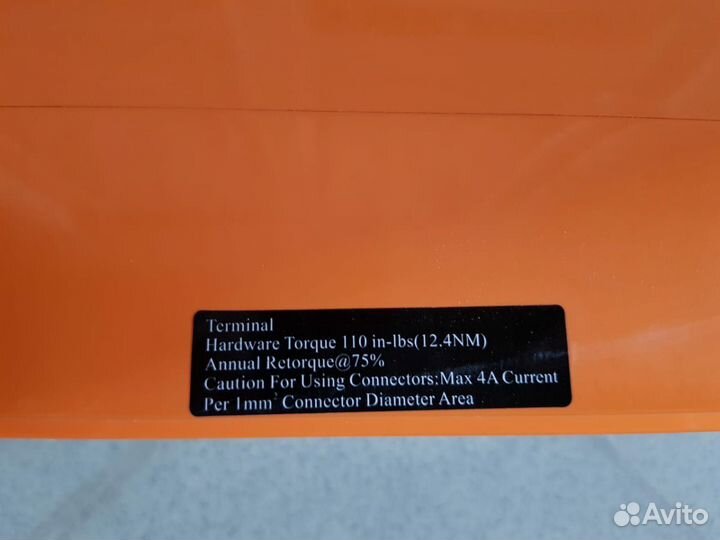 Terminal
Hardware Torque 110 in-lbs(12.4NM)
Annual Retorque@75%
Caution For Using Connectors:Max 4A Current
Per 1mm² Connector Diameter Area
Avito